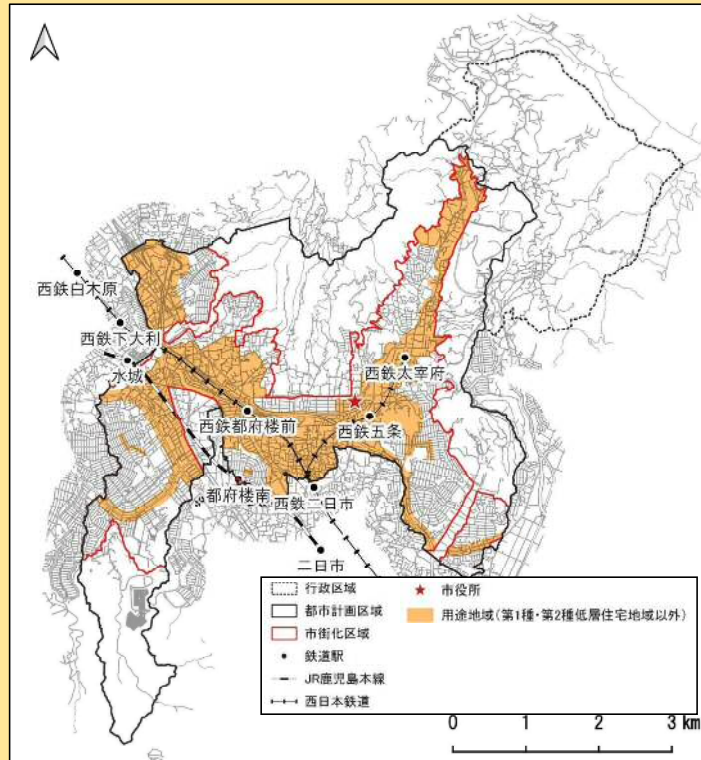 西鉄白木原
西鉄下大利
水城
西鉄太宰府
西鉄都府楼前
西鉄五条
都府楼南
西鉄二日市
二日市
行政区域
都市計画区域
市街化区域
鉄道駅
JR鹿児島本線
西日本鉄道
市役所
用途地域(第1種・第2種低層住宅地域以外)
0 1 2 3 km